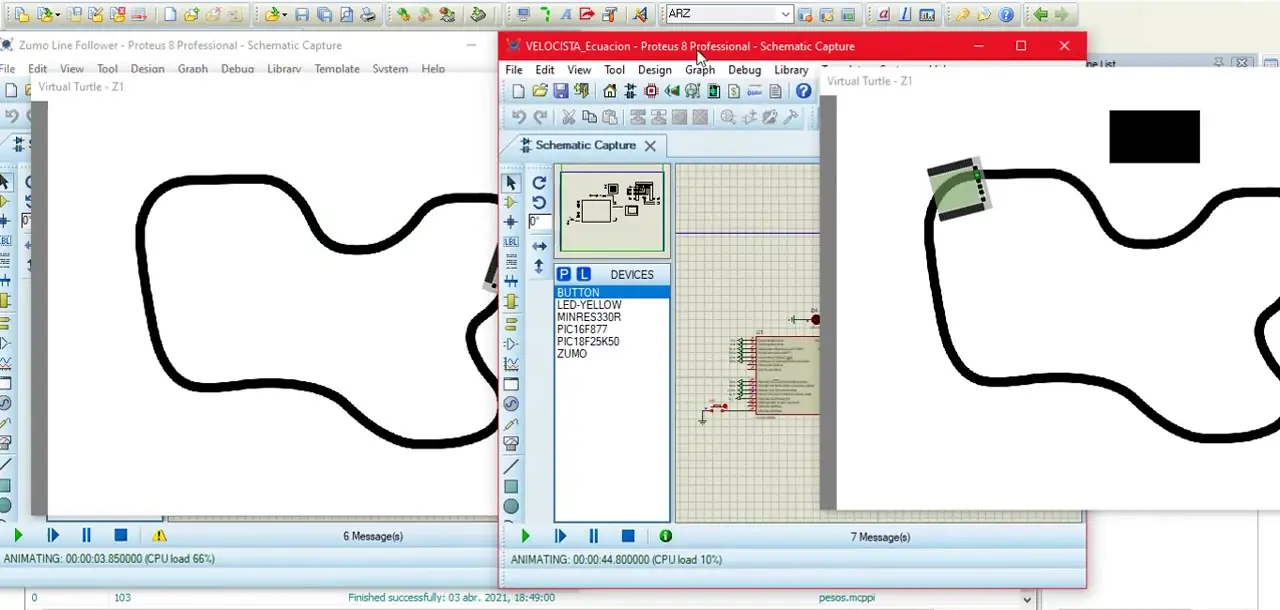 ARZ
Zumo Line Follower - Proteus 8 Professional - Schematic Capture
File Edit View Tool Design Graph Debug Library Template System Help
Virtual Turtle - Z1
ANIMATING: 00:00:03.850000 (CPU load 66%)
6 Message(s)
VELOCISTA_Ecuacion - Proteus 8 Professional - Schematic Capture
File Edit View Tool Design Graph Debug Library
Schematic Capture
0°
P L DEVICES
BUTTON
LED-YELLOW
MINRES330R
PIC16F877
PIC18F25K50
ZUMO
LBL
U1
Virtual Turtle - Z1
7 Message(s)
ANIMATING: 00:00:44.800000 (CPU load 10%)
0 103 Finished successfully: 03 abr. 2021, 18:49:00 pesos.mcppi